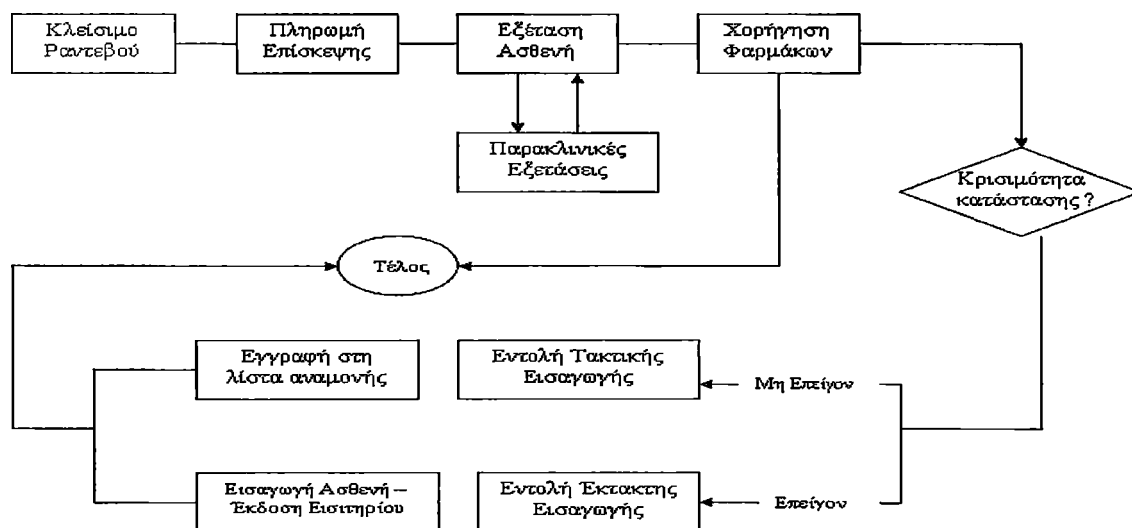 Κλείσιμο
Ραντεβού
Πληρωμή
Επίσκεψης
Εξέταση
Ασθενή
Χορήγηση
Φαρμάκων
Παρακλινικές
Εξετάσεις
Κρισιμότητα
κατάστασης ?
Τέλος
Εγγραφή στη
λίστα αναμονής
Εντολή Τακτικής
Εισαγωγής
Μη Επείγον
Εισαγωγή Ασθενή –
Έκδοση Εισιτηρίου
Εντολή Έκτακτης
Εισαγωγής
Επείγον